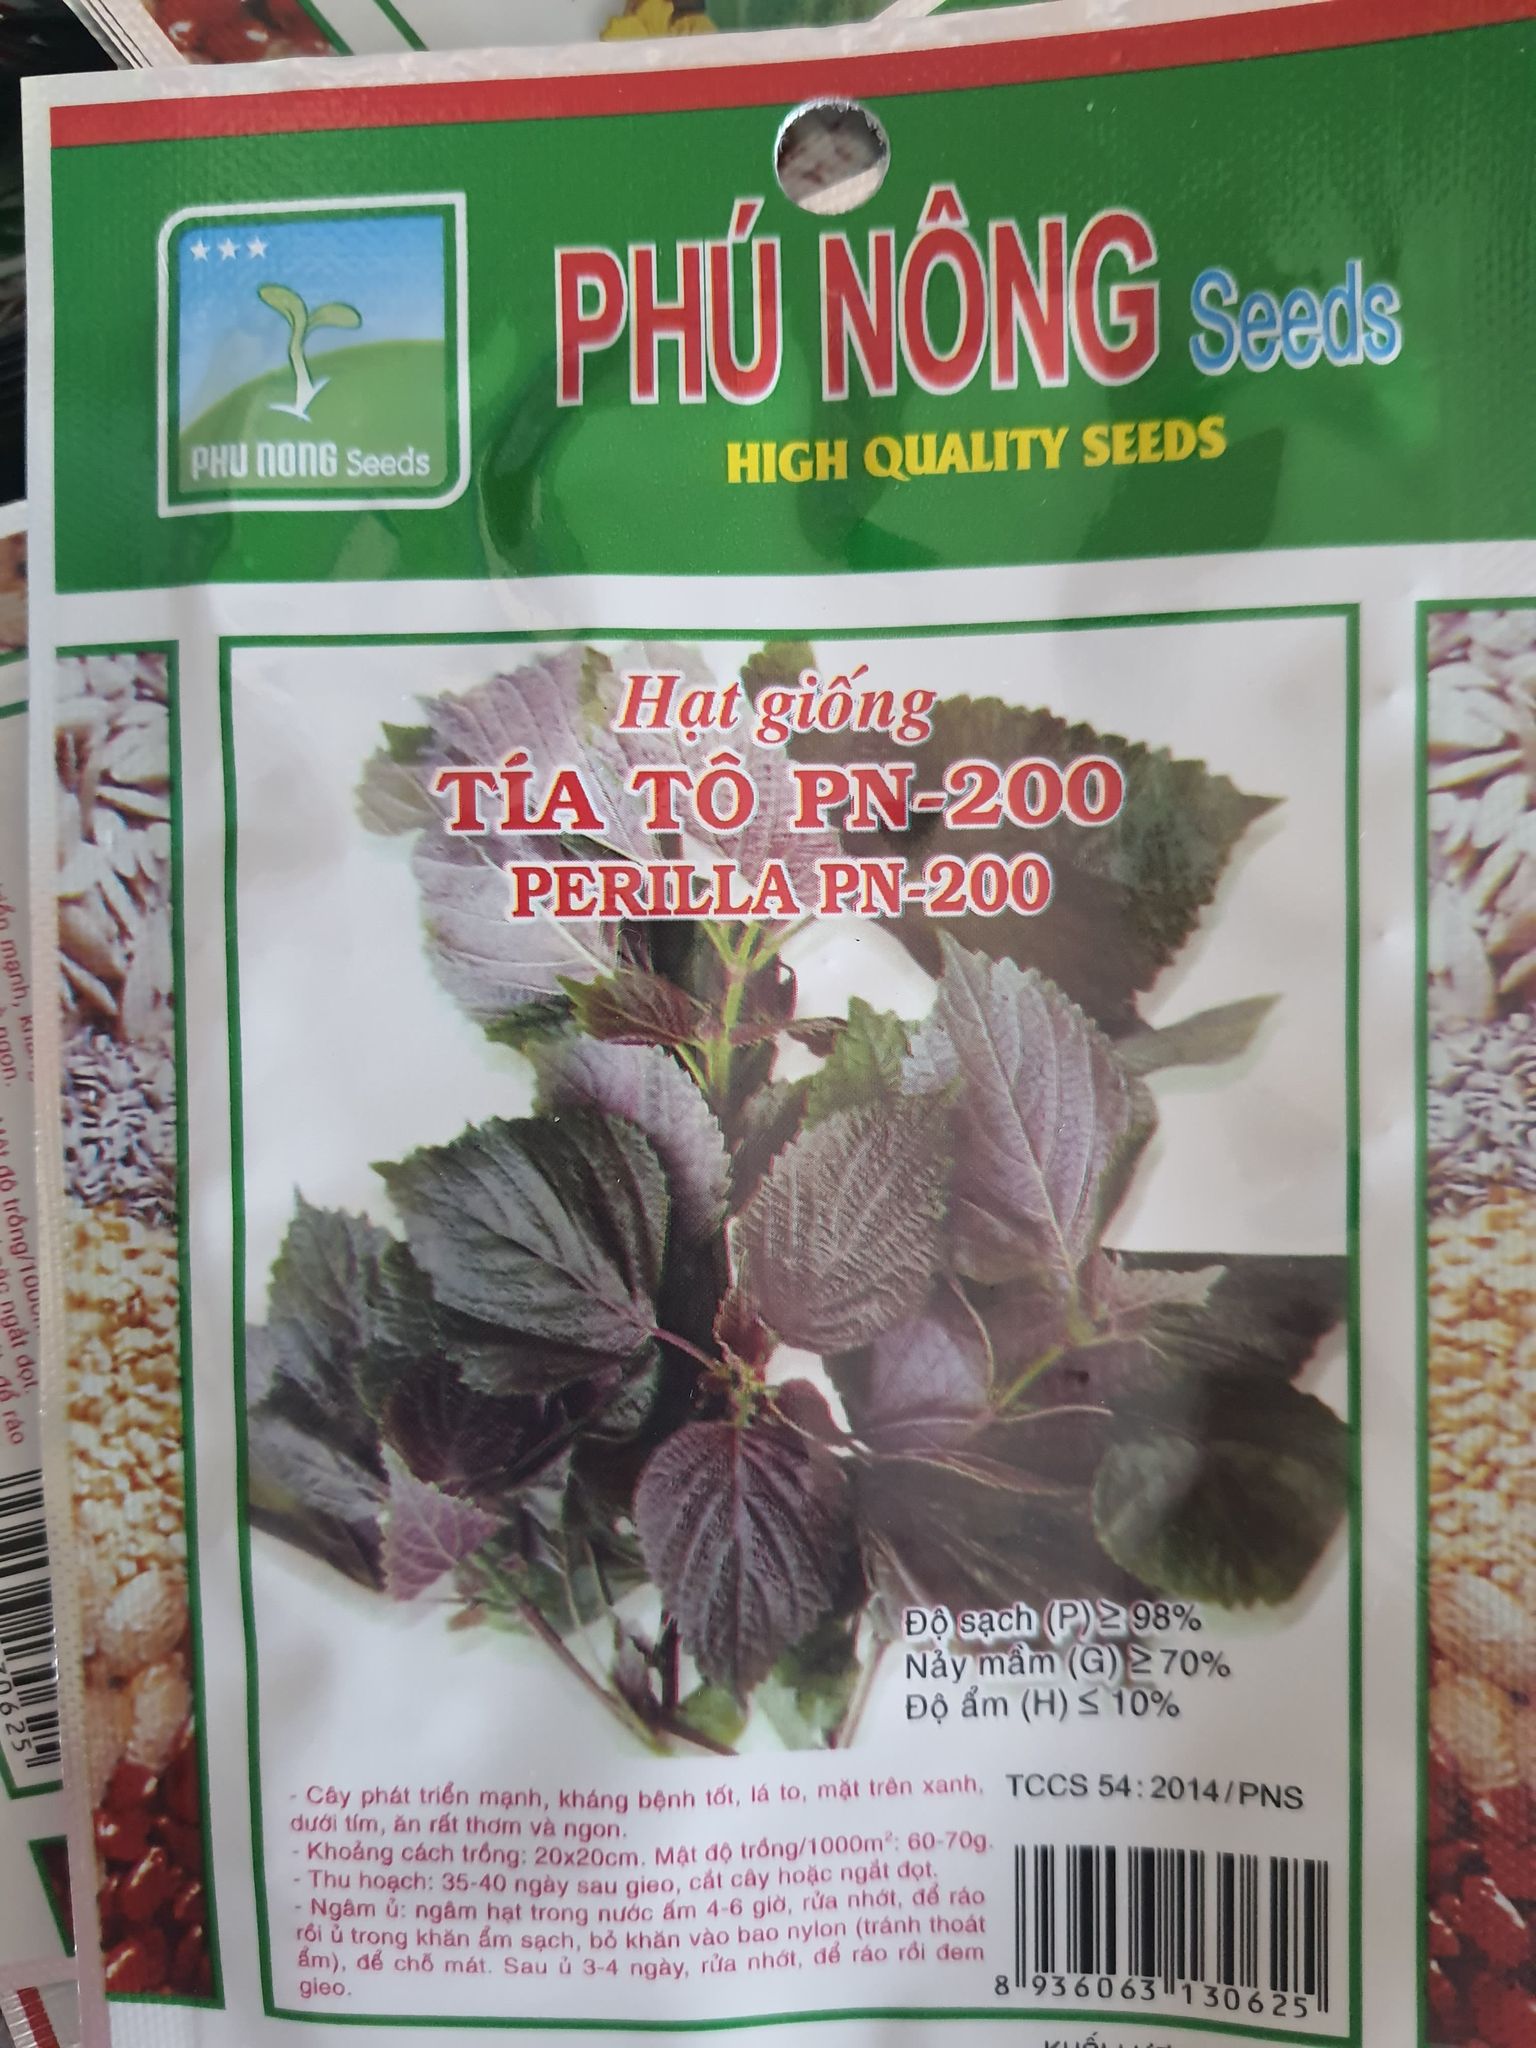 PHU NONG Seeds
PHÚ NÔNG Seeds
HIGH QUALITY SEEDS
Hạt giống
TÍA TÔ PN-200
PERILLA PN-200
Độ sạch (P) ≥ 98%
Nảy mầm (G) ≥ 70%
Độ ẩm (H) ≤ 10%
- Cây phát triển mạnh, kháng bệnh tốt, lá to, mặt trên xanh,
dưới tím, ăn rất thơm và ngon.
- Khoảng cách trồng: 20x20cm. Mật độ trồng/1000m²: 60-70g.
- Thu hoạch: 35-40 ngày sau gieo, cắt cây hoặc ngắt đọt.
- Ngâm ủ: ngâm hạt trong nước ấm 4-6 giờ, rửa nhớt, để ráo
rồi ủ trong khăn ẩm sạch, bỏ khăn vào bao nylon (tránh thoát
ẩm), để chỗ mát. Sau ủ 3-4 ngày, rửa nhớt, để ráo rồi đem
gieo.
TCCS 54: 2014/PNS
8 936063 130625